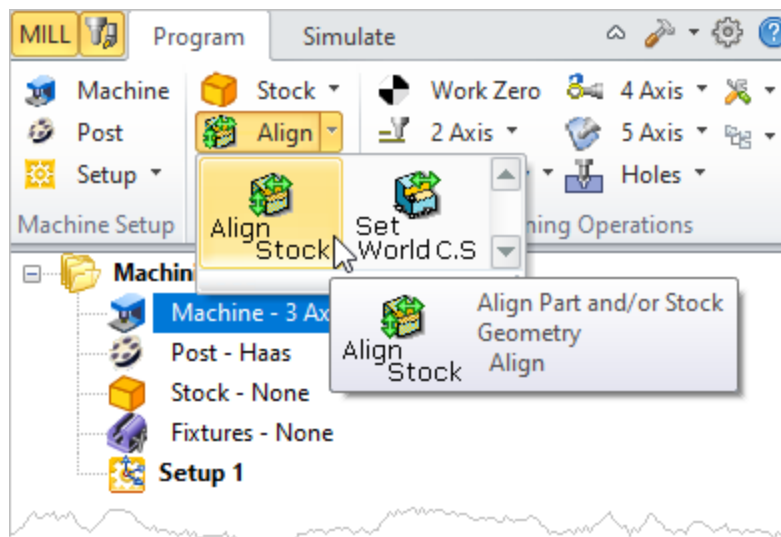 MILL Program Simulate
Machine Stock Work Zero 4 Axis
Post Align 2 Axis 5 Axis
Setup Holes
Machine Setup ning Operations
Align
Stock
Set
World C.S
Machin
Machine - 3 Ax
Align Part and/or Stock
Geometry
Align
Align
Stock
Post - Haas
Stock - None
Fixtures - None
Setup 1